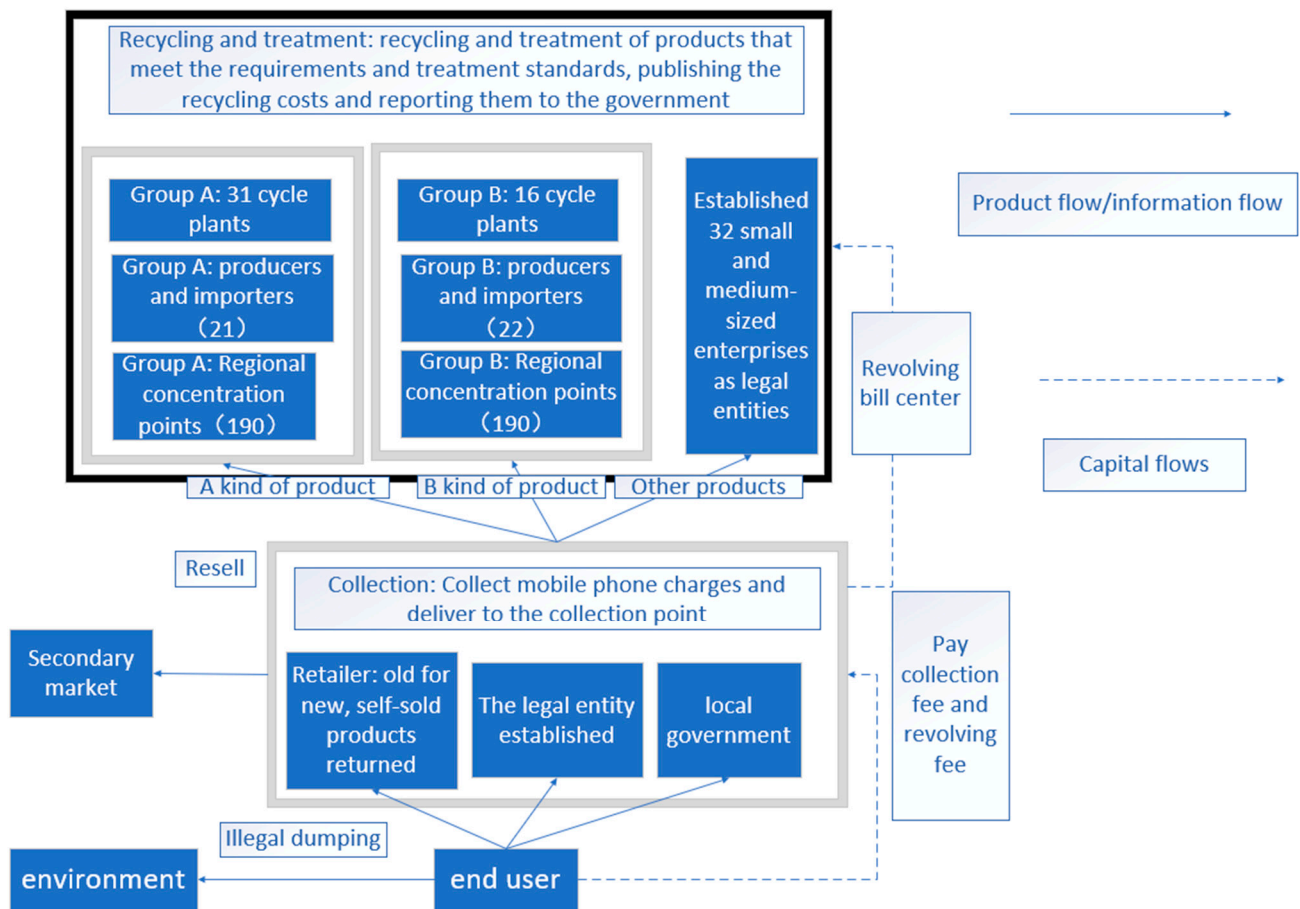 Recycling and treatment: recycling and treatment of products that
meet the requirements and treatment standards, publishing the
recycling costs and reporting them to the government
Group A: 31 cycle
plants
Group A: producers
and importers
（21）
Group A: Regional
concentration
points（190）
Group B: 16 cycle
plants
Group B: producers
and importers
（22）
Group B: Regional
concentration points
（190）
Established
32 small
and
medium-
sized
enterprises
as legal
entities
Product flow/information flow
Revolving
bill center
Capital flows
A kind of product
B kind of product
Other products
Resell
Collection: Collect mobile phone charges and
deliver to the collection point
Secondary
market
Retailer: old for
new, self-sold
products
returned
The legal entity
established
local
government
Pay
collection
fee and
revolving
fee
Illegal dumping
environment
end user